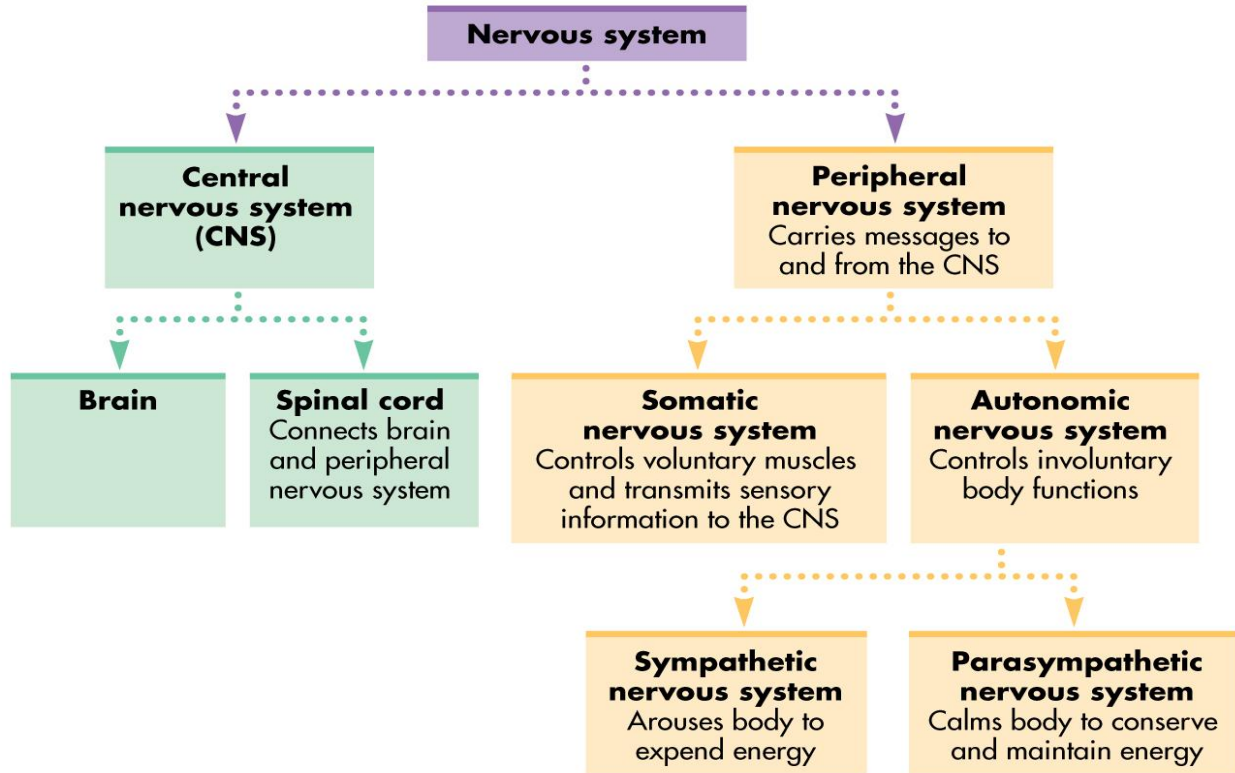 Nervous system
Central
nervous system
(CNS)
Peripheral
nervous system
Carries messages to
and from the CNS
Brain
Spinal cord
Connects brain
and peripheral
nervous system
Somatic
nervous system
Controls voluntary muscles
and transmits sensory
information to the CNS
Autonomic
nervous system
Controls involuntary
body functions
Sympathetic
nervous system
Arouses body to
expend energy
Parasympathetic
nervous system
Calms body to conserve
and maintain energy